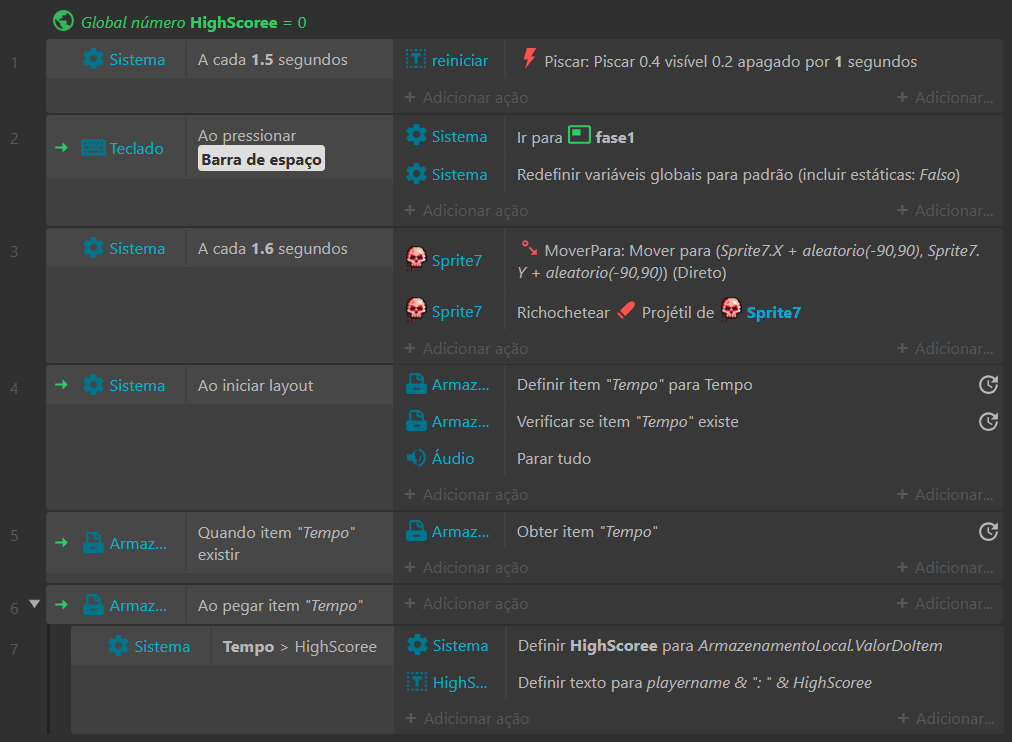 Global número HighScoree = 0
1
Sistema
A cada 1.5 segundos
reiniciar
Piscar: Piscar 0.4 visível 0.2 apagado por 1 segundos
+ Adicionar ação
+ Adicionar...
2
Teclado
Ao pressionar
Barra de espaço
Sistema
Ir para fase1
Sistema
Redefinir variáveis globais para padrão (incluir estáticas: Falso)
+ Adicionar ação
+ Adicionar...
3
Sistema
A cada 1.6 segundos
Sprite7
MoverPara: Mover para (Sprite7.X + aleatorio(-90,90), Sprite7.
Y + aleatorio(-90,90)) (Direto)
Sprite7
Richochetear Projétil de Sprite7
+ Adicionar ação
+ Adicionar...
4
Sistema
Ao iniciar layout
Armaz...
Definir item "Tempo" para Tempo
Armaz...
Verificar se item "Tempo" existe
Áudio
Parar tudo
+ Adicionar ação
+ Adicionar...
5
Armaz...
Quando item "Tempo"
existir
Armaz...
Obter item "Tempo"
+ Adicionar ação
+ Adicionar...
6
Armaz...
Ao pegar item "Tempo"
+ Adicionar ação
+ Adicionar...
7
Sistema
Tempo > HighScoree
Sistema
Definir HighScoree para ArmazenamentoLocal.ValorDoItem
HighS...
Definir texto para playername & ": " & HighScoree
+ Adicionar ação
+ Adicionar...